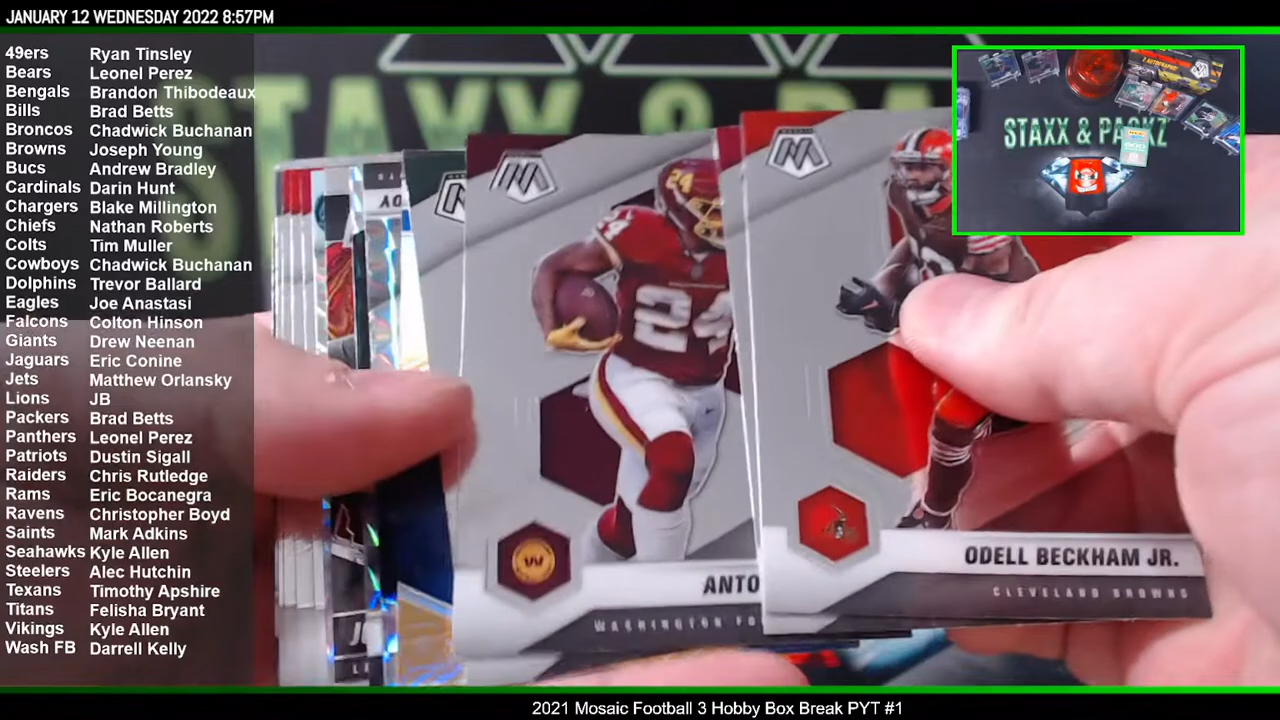 JANUARY 12 WEDNESDAY 2022 8:57PM
49ers Ryan Tinsley
Bears Leonel Perez
Bengals Brandon Thibodeaux
Bills Brad Betts
Broncos Chadwick Buchanan
Browns Joseph Young
Bucs Andrew Bradley
Cardinals Darin Hunt
Chargers Blake Millington
Chiefs Nathan Roberts
Colts Tim Muller
Cowboys Chadwick Buchanan
Dolphins Trevor Ballard
Eagles Joe Anastasi
Falcons Colton Hinson
Giants Drew Neenan
Jaguars Eric Conine
Jets Matthew Orlansky
Lions JB
Packers Brad Betts
Panthers Leonel Perez
Patriots Dustin Sigall
Raiders Chris Rutledge
Rams Eric Bocanegra
Ravens Christopher Boyd
Saints Mark Adkins
Seahawks Kyle Allen
Steelers Alec Hutchin
Texans Timothy Apshire
Titans Felisha Bryant
Vikings Kyle Allen
Wash FB Darrell Kelly
STAXX & PA
STAXX & PACKZ
24
24
W
ANTO
WASHINGTON FO
ODELL BECKHAM JR.
CLEVELAND BROWNS
2021 Mosaic Football 3 Hobby Box Break PYT #1